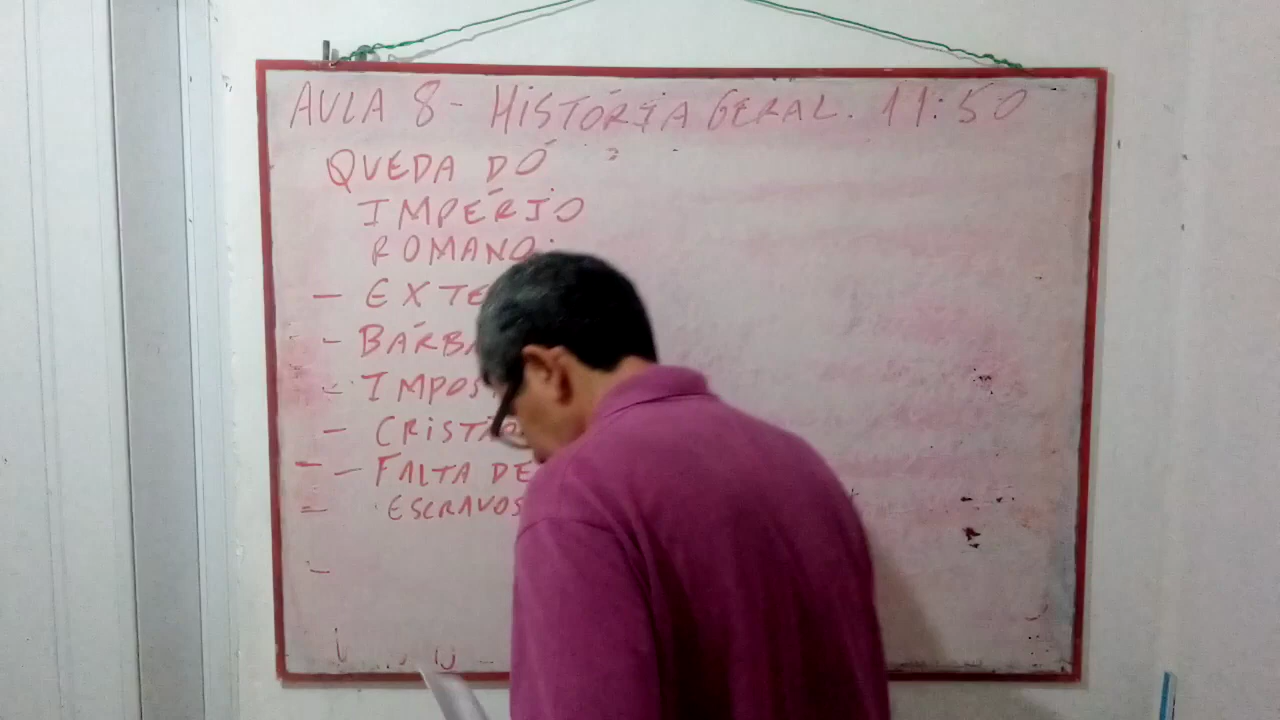 AULA 8 - HISTÓRIA GERAL. 11:50
QUEDA DO
IMPÉRIO
ROMANO
- EXTE
- BÁRBA
- IMPOS
- CRISTÃ
- FALTA DE
ESCRAVOS